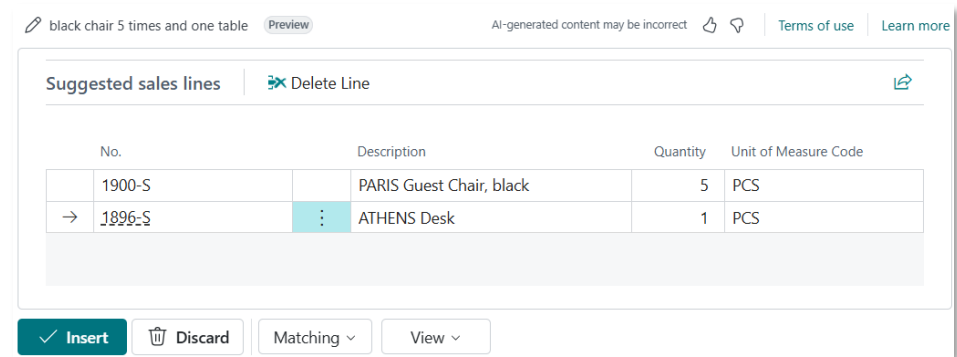 black chair 5 times and one table Preview AI-generated content may be incorrect Terms of use Learn more
Suggested sales lines Delete Line
No. Description Quantity Unit of Measure Code
1900-S PARIS Guest Chair, black 5 PCS
1896-S ATHENS Desk 1 PCS
Insert Discard Matching View